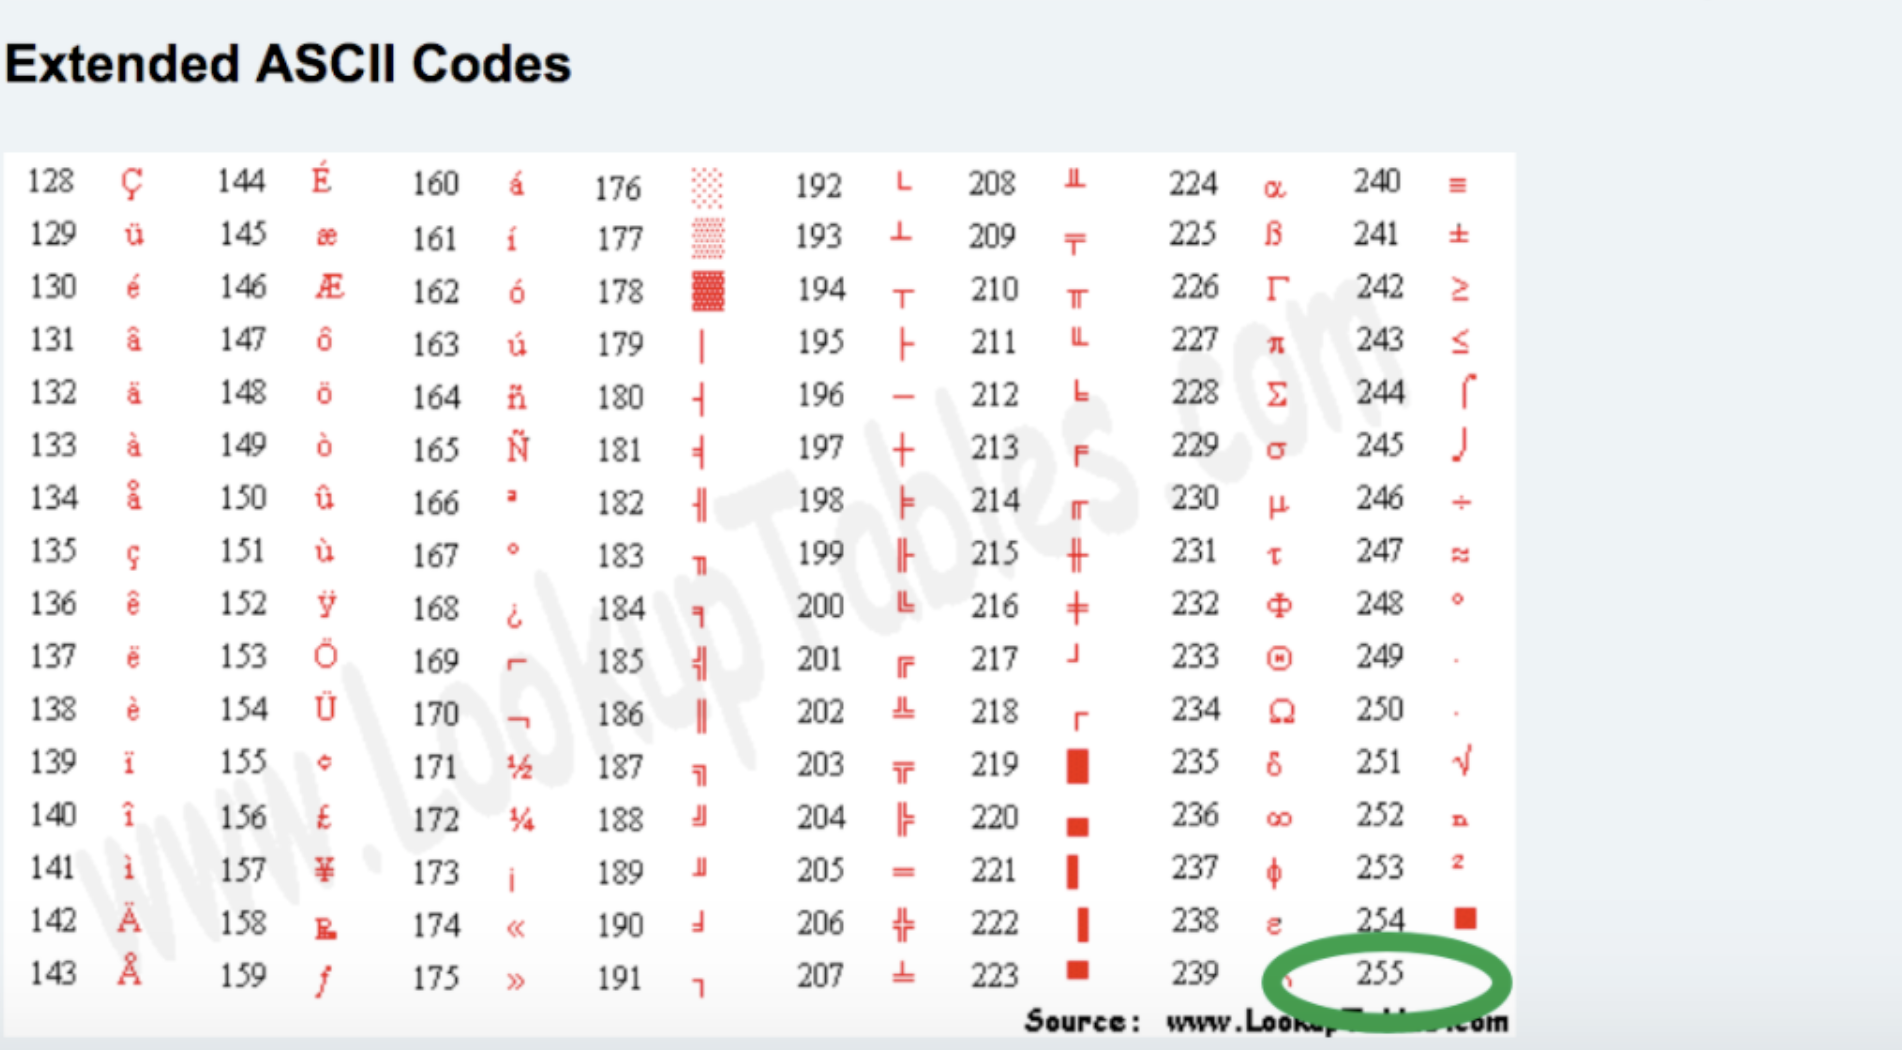 Extended ASCII Codes
128 Ç 144 É 160 á 176 ░ 192 └ 208 ╨ 224 α 240 ≡
129 ü 145 æ 161 í 177 ▒ 193 ┴ 209 ╤ 225 ß 241 ±
130 é 146 Æ 162 ó 178 ▓ 194 ┬ 210 ╥ 226 Γ 242 ≥
131 â 147 ô 163 ú 179 │ 195 ├ 211 ╙ 227 π 243 ≤
132 ä 148 ö 164 ñ 180 ┤ 196 ─ 212 ╘ 228 Σ 244 ⌠
133 à 149 ò 165 Ñ 181 ╡ 197 ┼ 213 ╒ 229 σ 245 ⌡
134 å 150 û 166 ª 182 ╢ 198 ╞ 214 ╓ 230 µ 246 ÷
135 ç 151 ù 167 º 183 ╖ 199 ╟ 215 ╫ 231 τ 247 ≈
136 ê 152 ÿ 168 ¿ 184 ╕ 200 ╚ 216 ╪ 232 Φ 248 °
137 ë 153 Ö 169 ⌐ 185 ╣ 201 ╔ 217 ┘ 233 Θ 249 ∙
138 è 154 Ü 170 ¬ 186 ║ 202 ╩ 218 ┌ 234 Ω 250 ·
139 ï 155 ¢ 171 ½ 187 ╗ 203 ╦ 219 █ 235 δ 251 √
140 î 156 £ 172 ¼ 188 ╝ 204 ╠ 220 ▄ 236 ∞ 252 ⁿ
141 ì 157 ¥ 173 ¡ 189 ╜ 205 ═ 221 ▌ 237 φ 253 ²
142 Ä 158 ₧ 174 « 190 ╛ 206 ╬ 222 ▐ 238 ε 254 ■
143 Å 159 ƒ 175 » 191 ┐ 207 ╧ 223 ▀ 239 255
www.LookupTables.com
Source: www.LookupTables.com